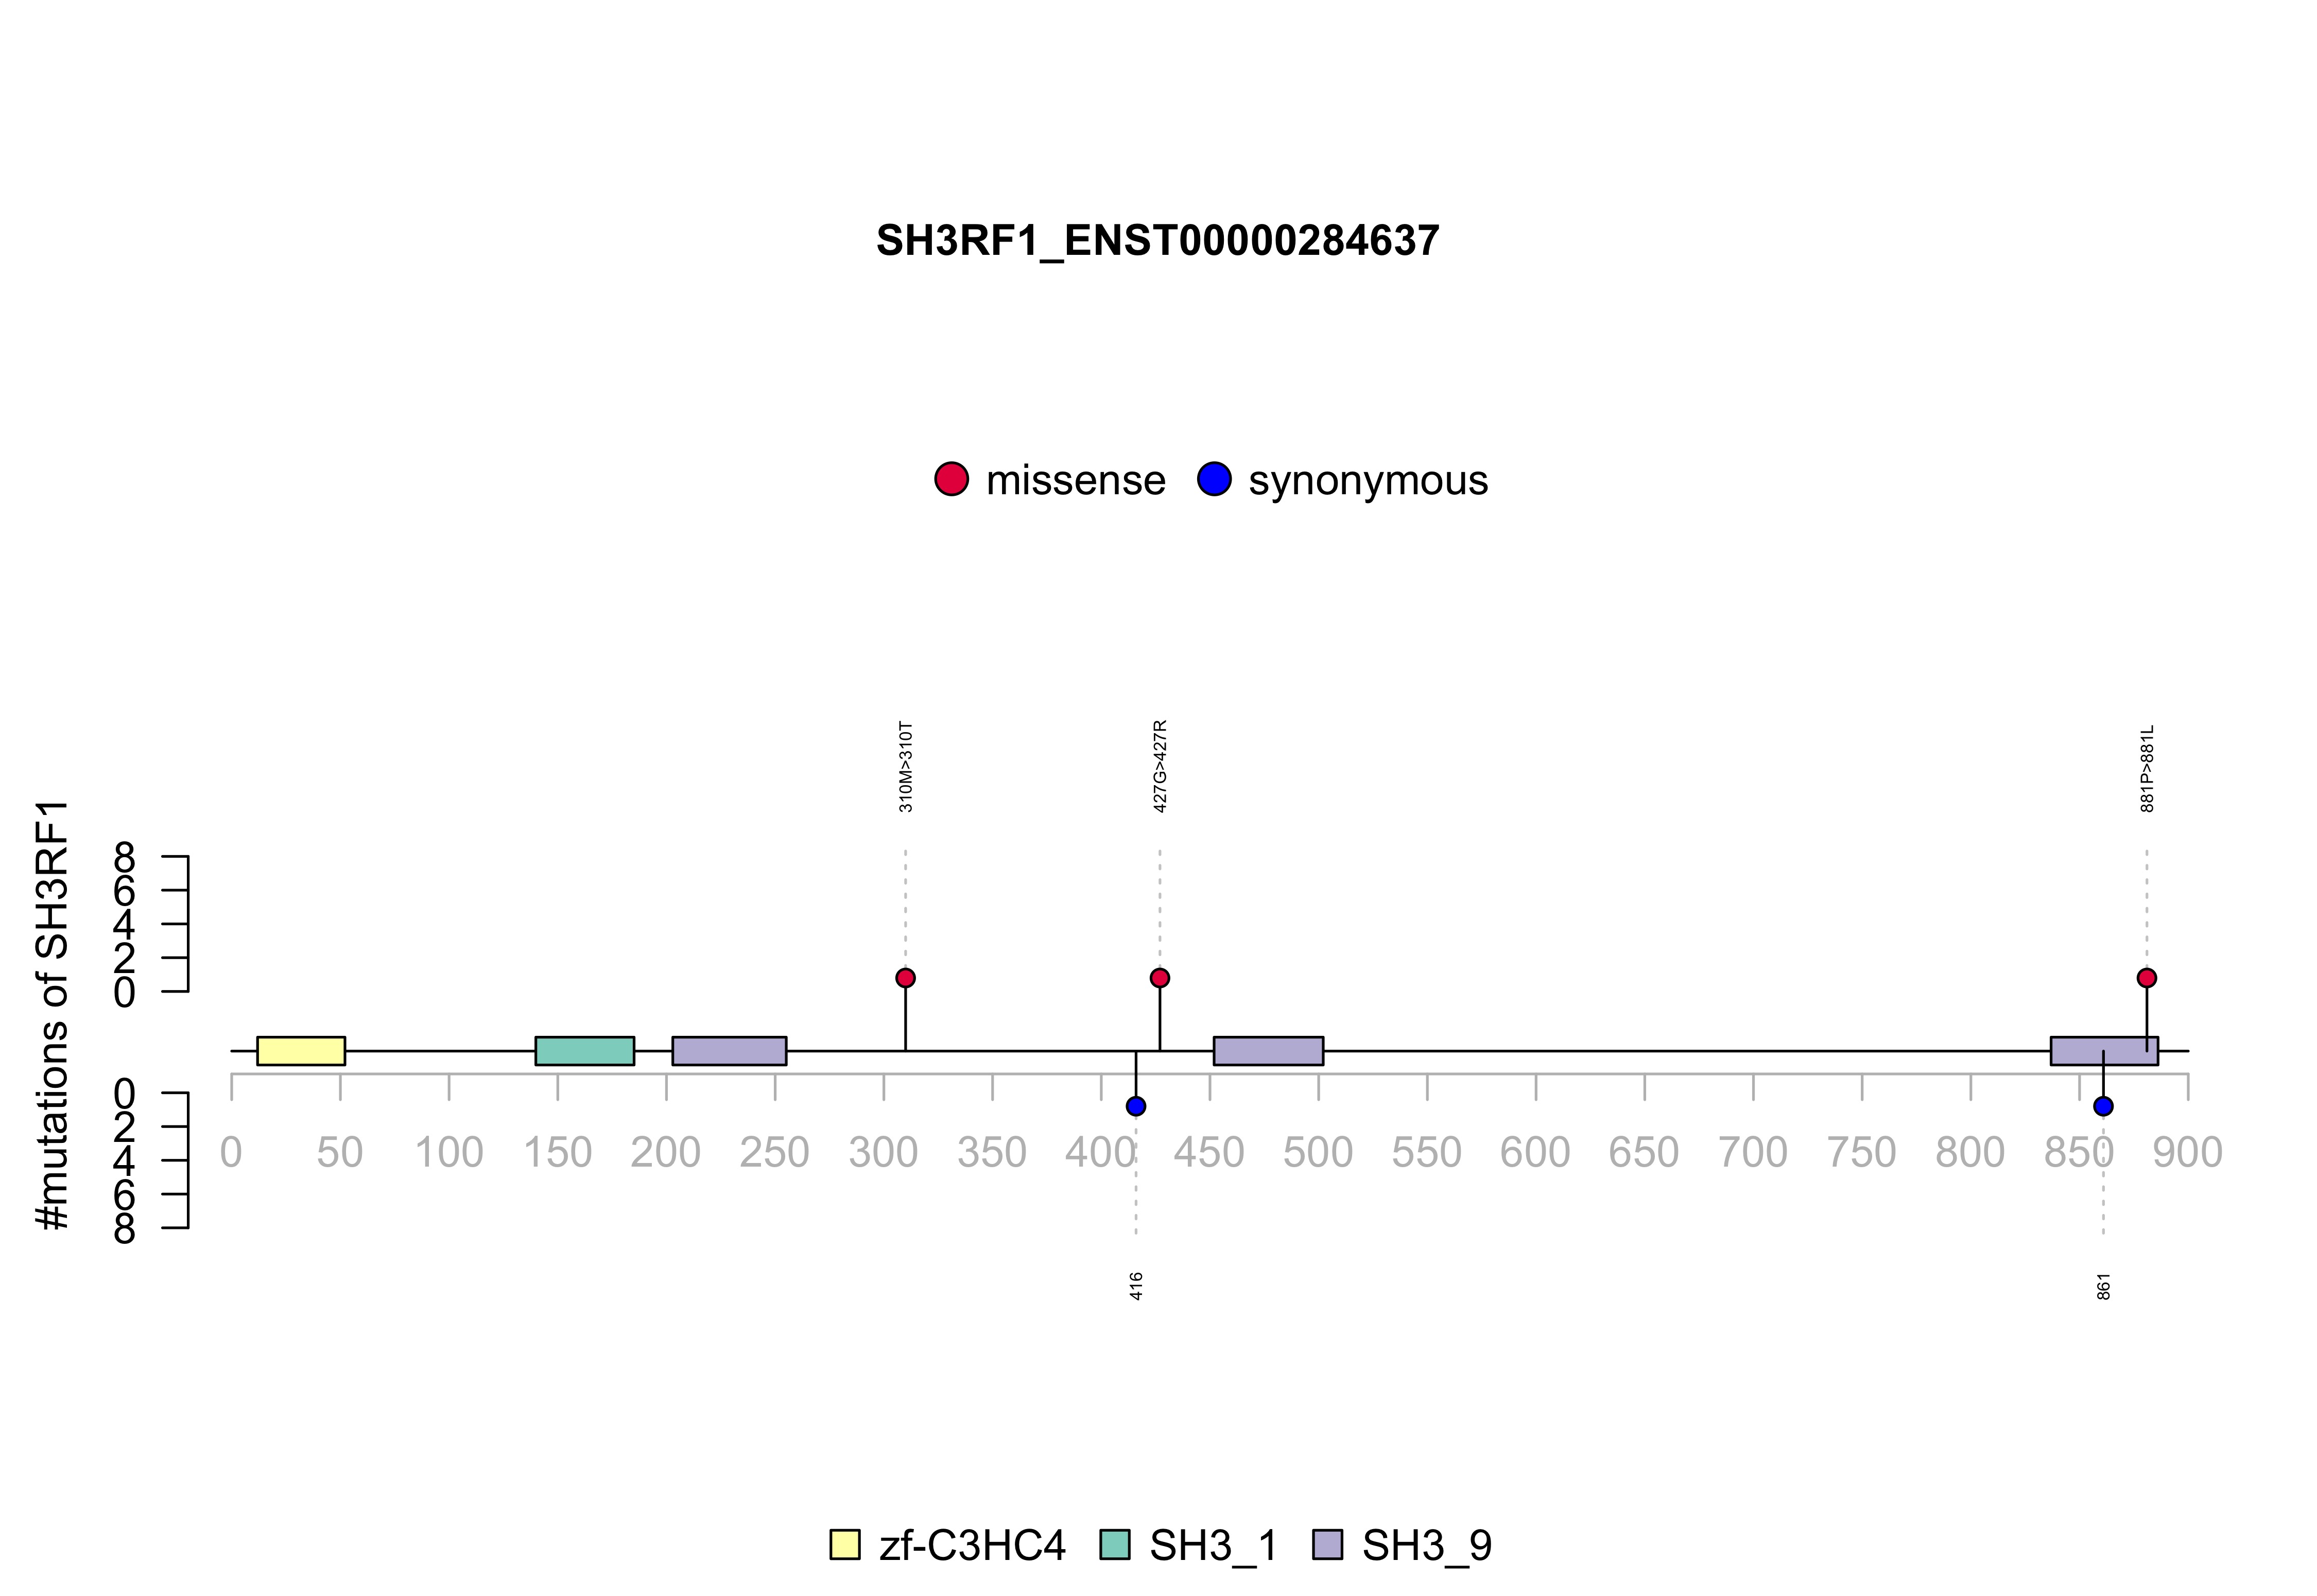 SH3RF1_ENST00000284637
missense synonymous
310M>310T 427G>427R 881P>881L
#mutations of SH3RF1
8
6
4
2
0
0
2
4
6
8
0 50 100 150 200 250 300 350 400 450 500 550 600 650 700 750 800 850 900
416 861
zf-C3HC4 SH3_1 SH3_9